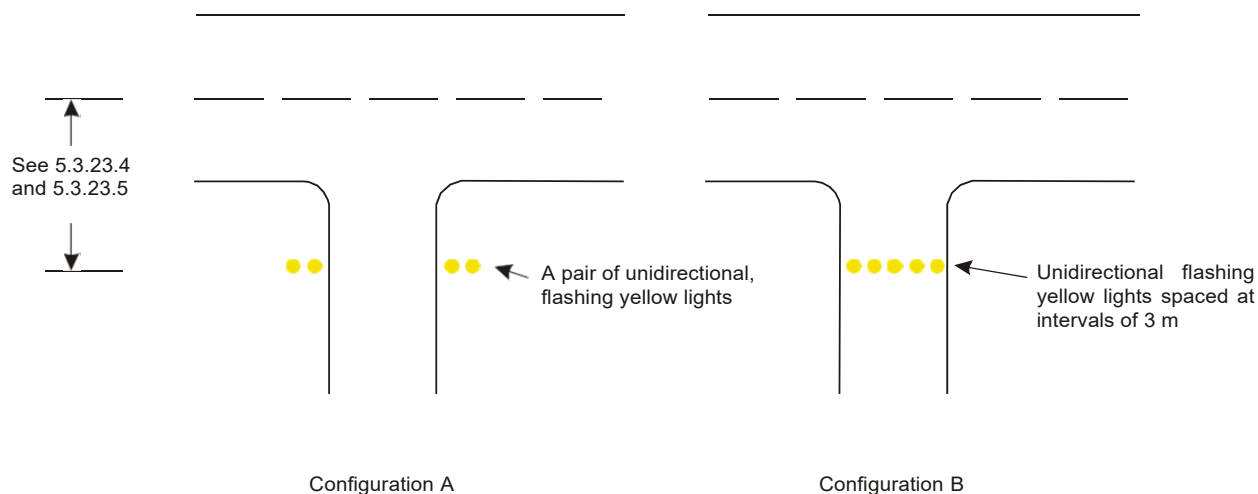 See 5.3.23.4
and 5.3.23.5
A pair of unidirectional,
flashing yellow lights
Unidirectional flashing
yellow lights spaced at
intervals of 3 m
Configuration A
Configuration B